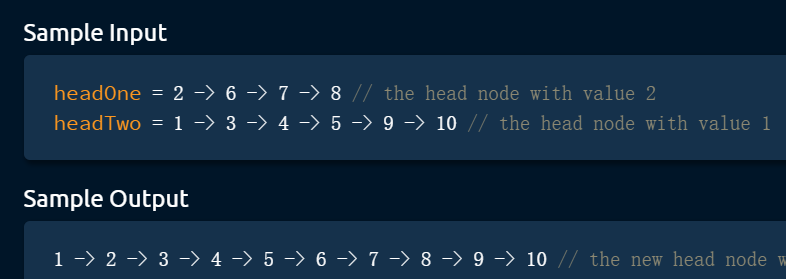 Sample Input
headOne = 2 -> 6 -> 7 -> 8 // the head node with value 2
headTwo = 1 -> 3 -> 4 -> 5 -> 9 -> 10 // the head node with value 1
Sample Output
1 -> 2 -> 3 -> 4 -> 5 -> 6 -> 7 -> 8 -> 9 -> 10 // the new head node